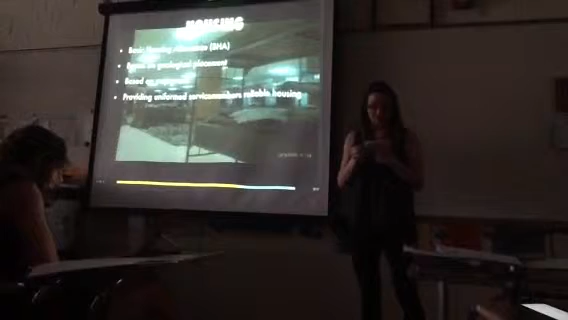 HOUSING
Basic Housing Allowance (BHA)
Based on geological placement
Based on
Providing uniformed servicemembers reliable housing